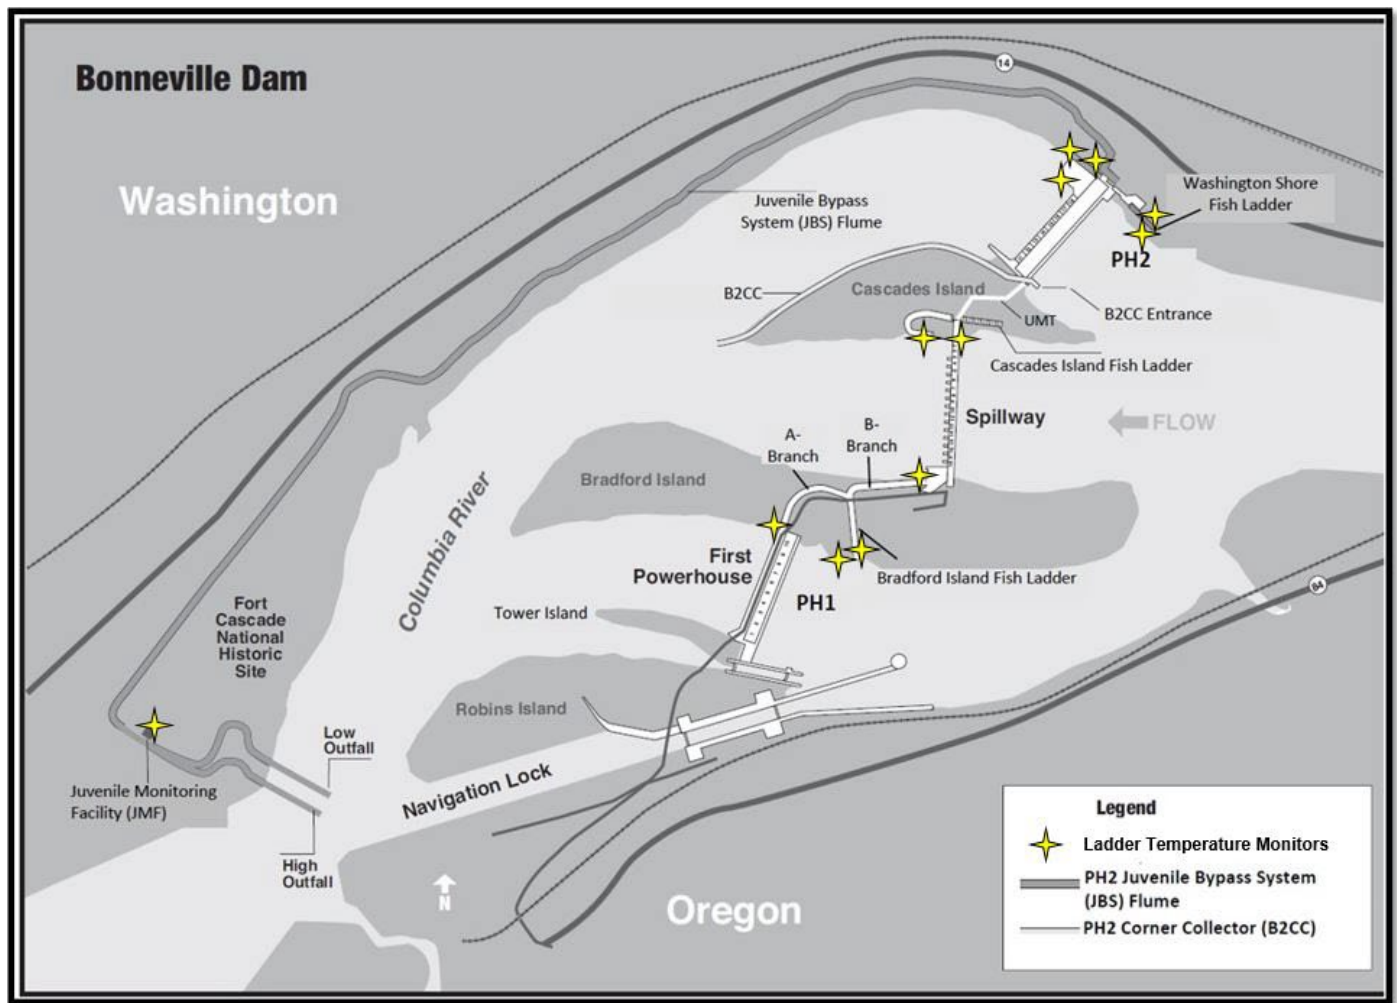 Bonneville Dam
14
Washington
Juvenile Bypass
System (JBS) Flume
Washington Shore
Fish Ladder
PH2
Cascades Island
B2CC
UMT
B2CC Entrance
Cascades Island Fish Ladder
Spillway
FLOW
A-
Branch
B-
Branch
Bradford Island
Columbia River
First
Powerhouse
Bradford Island Fish Ladder
PH1
84
Tower Island
Fort
Cascade
National
Historic
Site
Robins Island
Low
Outfall
Juvenile Monitoring
Facility (JMF)
Navigation Lock
High
Outfall
N
Oregon
Legend
Ladder Temperature Monitors
PH2 Juvenile Bypass System
(JBS) Flume
PH2 Corner Collector (B2CC)